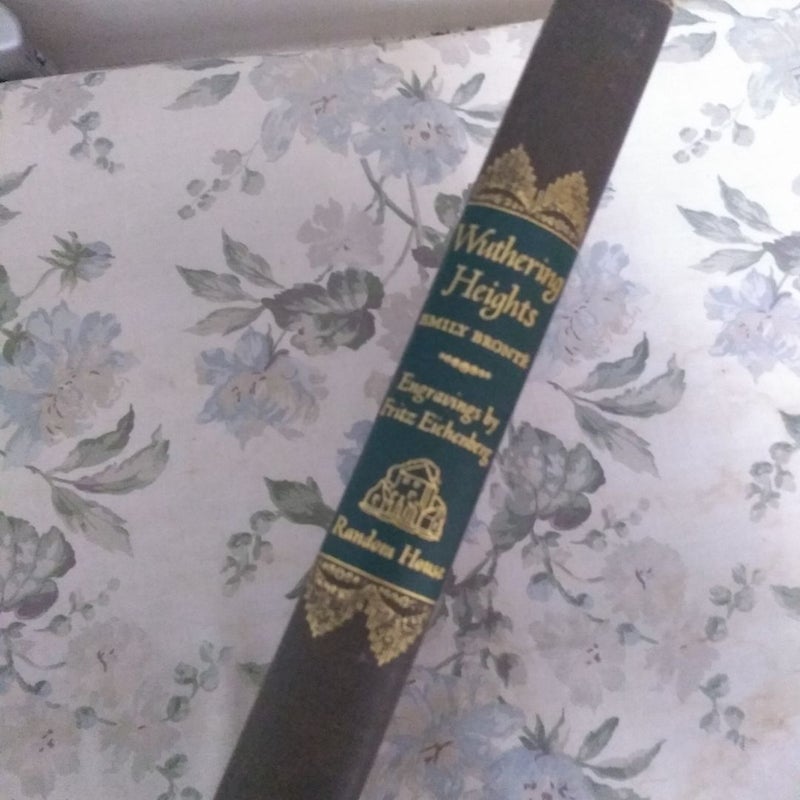 Wuthering
Heights
EMILY BRONTË
Engravings by
Fritz Eichenberg
Random House